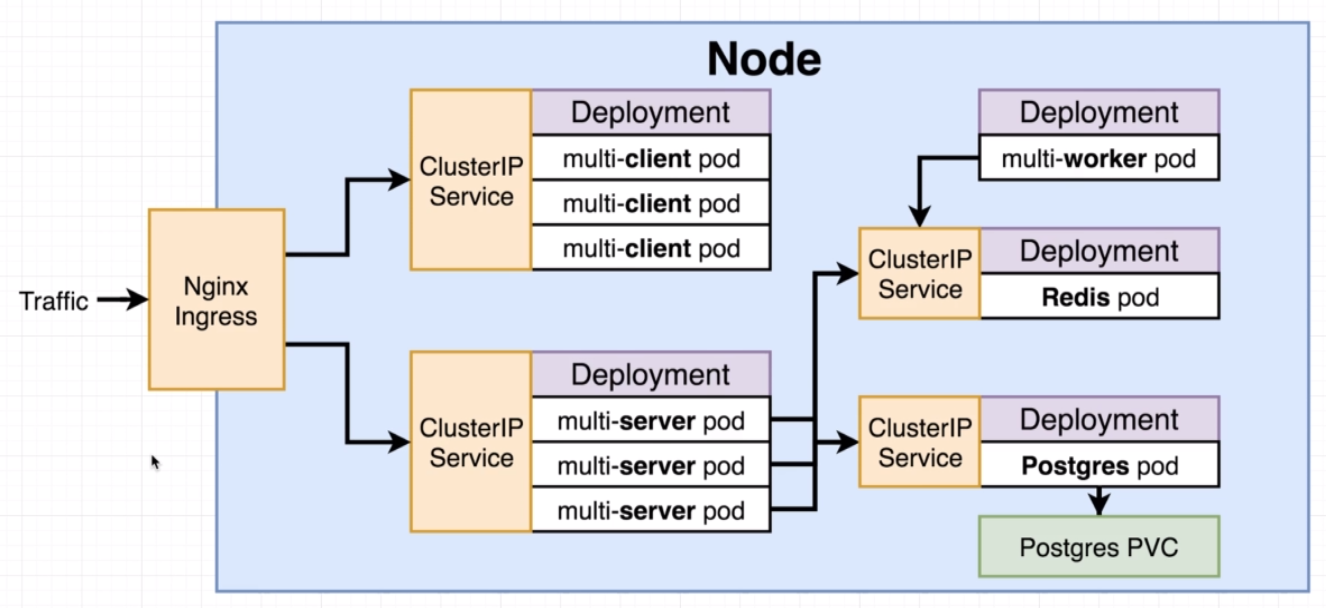 Node
Traffic
Nginx
Ingress
ClusterIP
Service
Deployment
multi-client pod
multi-client pod
multi-client pod
ClusterIP
Service
Deployment
multi-server pod
multi-server pod
multi-server pod
Deployment
multi-worker pod
ClusterIP
Service
Deployment
Redis pod
ClusterIP
Service
Deployment
Postgres pod
Postgres PVC